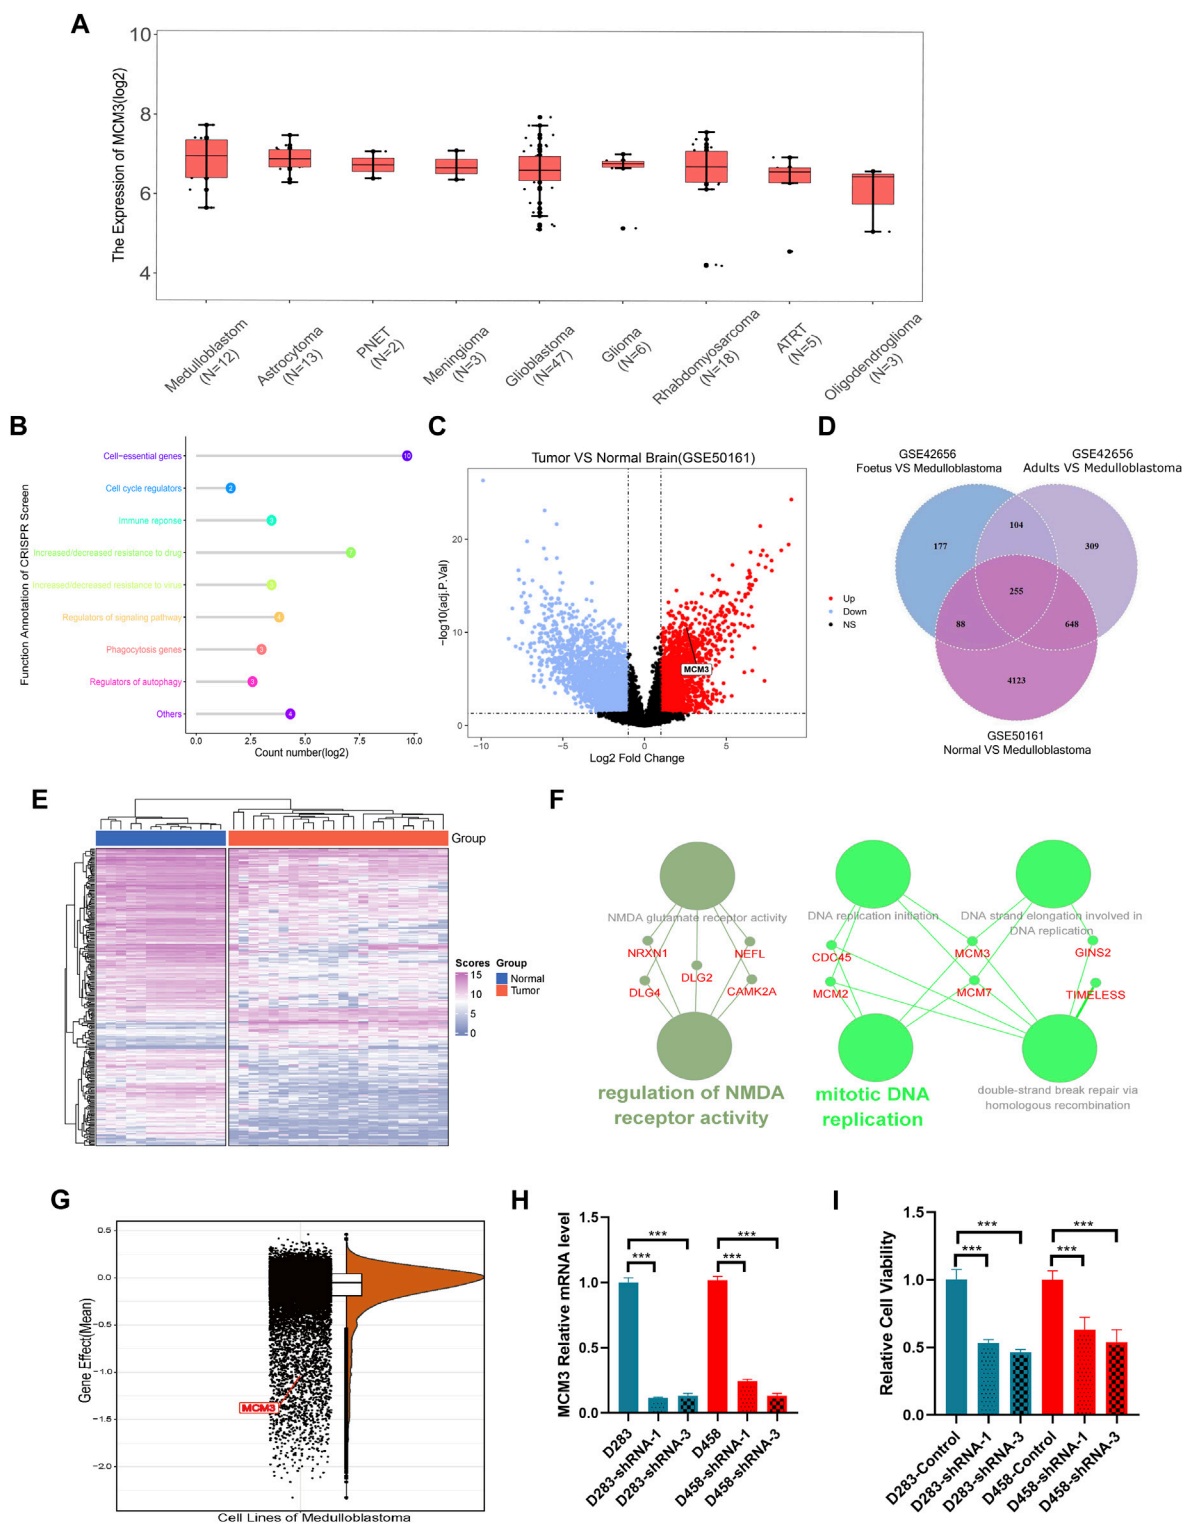 A
The Expression of MCM3(log2)
10
8
6
4
Medulloblastom
(N=12)
Astrocytoma
(N=13)
PNET
(N=2)
Meningioma
(N=3)
Glioblastoma
(N=47)
Glioma
(N=6)
Rhabdomyosarcoma
(N=18)
ATRT
(N=5)
Oligodendroglioma
(N=3)
B
Function Annotation of CRISPR Screen
Cell-essential genes
10
Cell cycle regulators
2
Immune reponse
3
Increased/decreased resistance to drug
7
Increased/decreased resistance to virus
3
Regulators of signaling pathway
4
Phagocytosis genes
3
Regulators of autophagy
3
Others
4
0.0
2.5
5.0
7.5
10.0
Count number(log2)
C
Tumor VS Normal Brain(GSE50161)
-log10(adj.P.Val)
20
10
0
MCM3
-10
-5
0
5
Log2 Fold Change
Up
Down
NS
D
GSE42656
Foetus VS Medulloblastoma
GSE42656
Adults VS Medulloblastoma
177
104
309
255
88
648
4123
GSE50161
Normal VS Medulloblastoma
E
Group
Scores
15
10
5
0
Group
Normal
Tumor
F
NMDA glutamate receptor activity
NRXN1
NEFL
DLG2
DLG4
CAMK2A
regulation of NMDA
receptor activity
DNA replication initiation
DNA strand elongation involved in
DNA replication
CDC45
MCM3
GINS2
MCM2
MCM7
TIMELESS
mitotic DNA
replication
double-strand break repair via
homologous recombination
G
Gene Effect(Mean)
0.5
0.0
-0.5
-1.0
-1.5
-2.0
MCM3
Cell Lines of Medulloblastoma
H
MCM3 Relative mRNA level
1.5
1.0
0.5
0.0
***
***
***
***
D283
D283-shRNA-1
D283-shRNA-3
D458
D458-shRNA-1
D458-shRNA-3
I
Relative Cell Viability
1.5
1.0
0.5
0.0
***
***
***
***
D283-Control
D283-shRNA-1
D283-shRNA-3
D458-Control
D458-shRNA-1
D458-shRNA-3